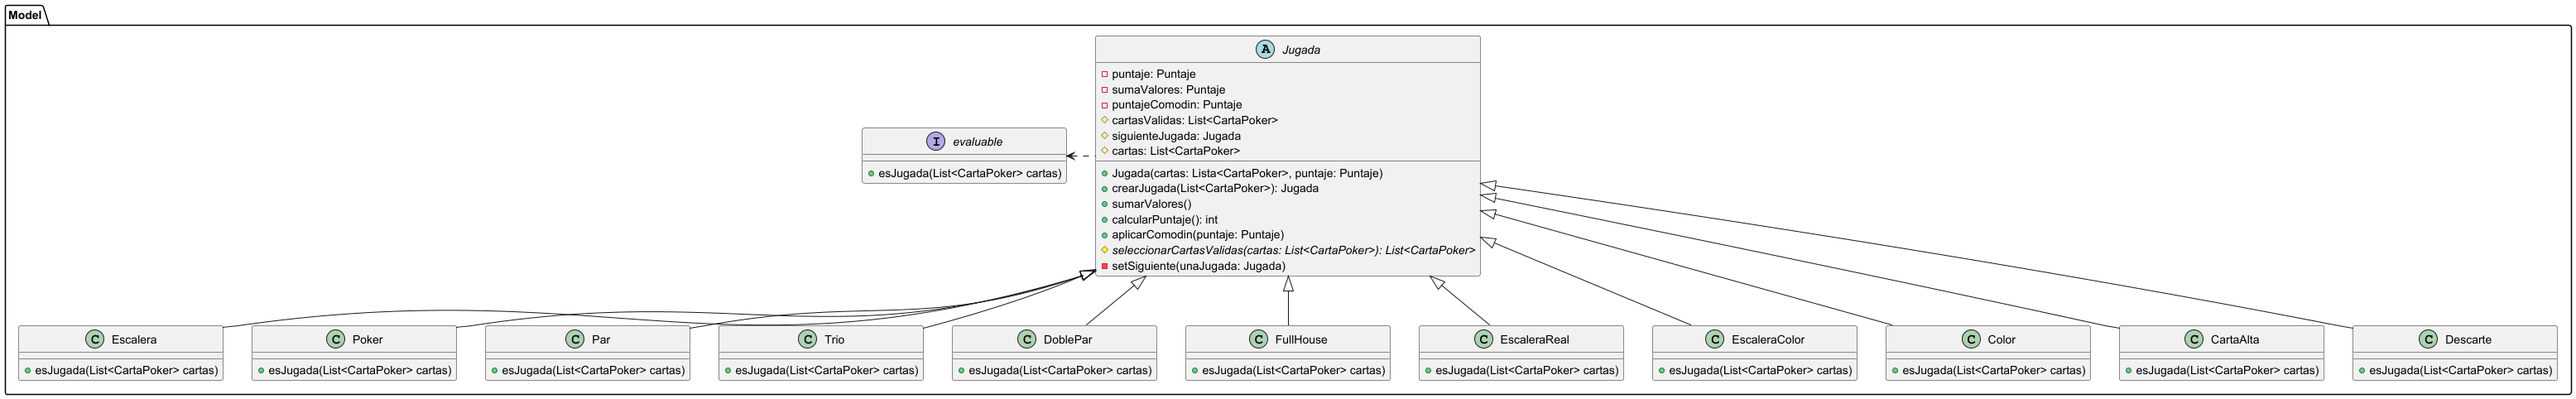 Model
Jugada
puntaje: Puntaje
sumaValores: Puntaje
puntajeComodin: Puntaje
cartasValidas: List<CartaPoker>
siguienteJugada: Jugada
cartas: List<CartaPoker>
Jugada(cartas: Lista<CartaPoker>, puntaje: Puntaje)
crearJugada(List<CartaPoker>): Jugada
sumarValores()
calcularPuntaje(): int
aplicarComodin(puntaje: Puntaje)
seleccionarCartasValidas(cartas: List<CartaPoker>): List<CartaPoker>
setSiguiente(unaJugada: Jugada)
evaluable
esJugada(List<CartaPoker> cartas)
Escalera
esJugada(List<CartaPoker> cartas)
Poker
esJugada(List<CartaPoker> cartas)
Par
esJugada(List<CartaPoker> cartas)
Trio
esJugada(List<CartaPoker> cartas)
DoblePar
esJugada(List<CartaPoker> cartas)
FullHouse
esJugada(List<CartaPoker> cartas)
EscaleraReal
esJugada(List<CartaPoker> cartas)
EscaleraColor
esJugada(List<CartaPoker> cartas)
Color
esJugada(List<CartaPoker> cartas)
CartaAlta
esJugada(List<CartaPoker> cartas)
Descarte
esJugada(List<CartaPoker> cartas)